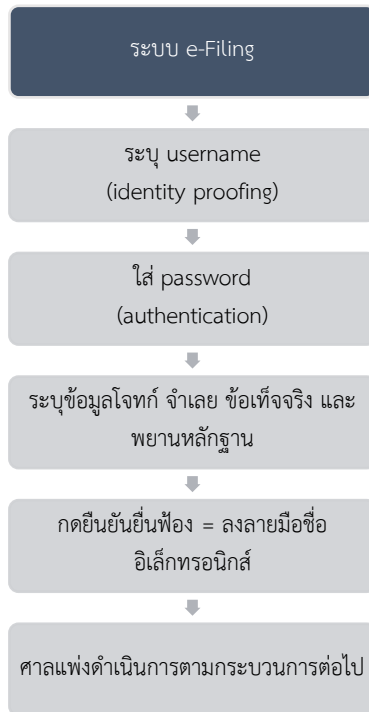 ระบบ e-Filing
ระบุ username
(identity proofing)
ใส่ password
(authentication)
ระบุข้อมูลโจทก์ จำเลย ข้อเท็จจริง และ
พยานหลักฐาน
กดยืนยันยื่นฟ้อง = ลงลายมือชื่อ
อิเล็กทรอนิกส์
ศาลแพ่งดำเนินการตามกระบวนการต่อไป